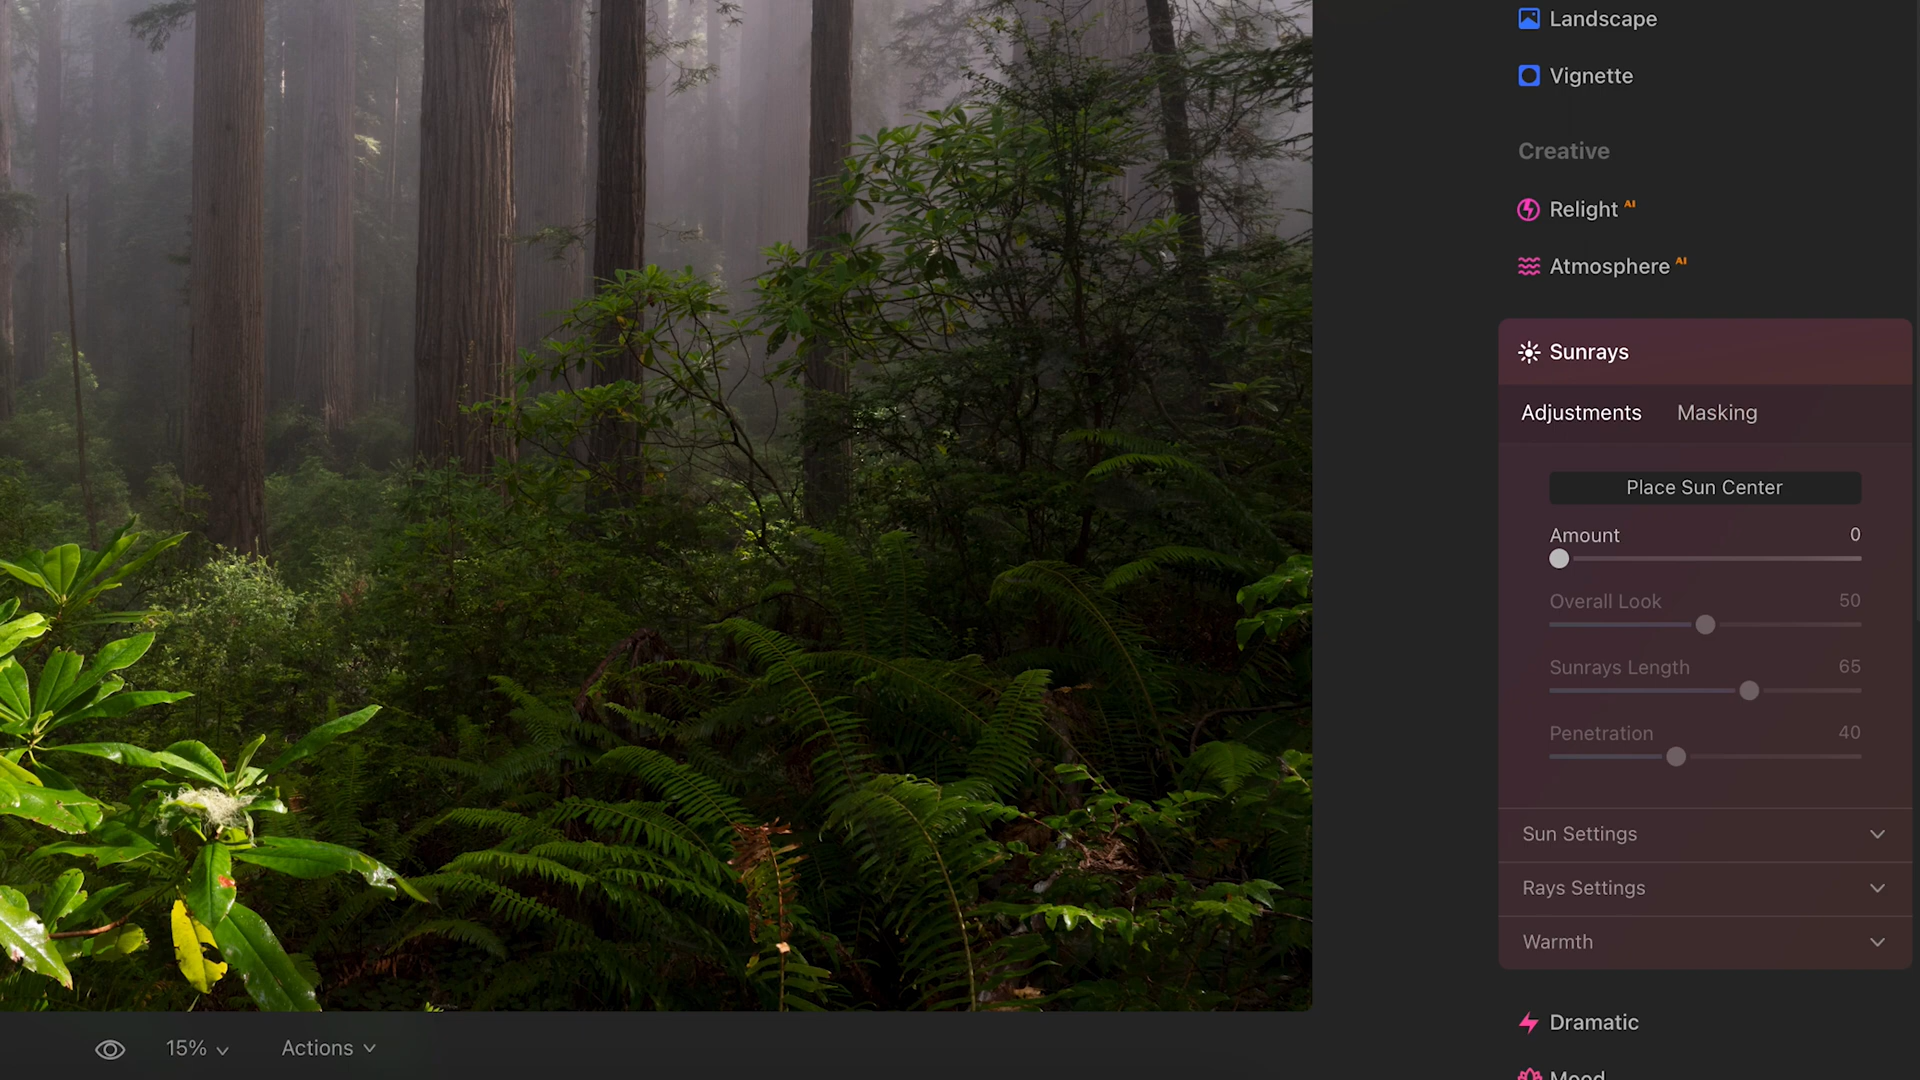 Landscape
Vignette
Creative
Relight AI
Atmosphere AI
Sunrays
Adjustments Masking
Place Sun Center
Amount 0
Overall Look 50
Sunrays Length 65
Penetration 40
Sun Settings
Rays Settings
Warmth
Dramatic
Mood
15% Actions